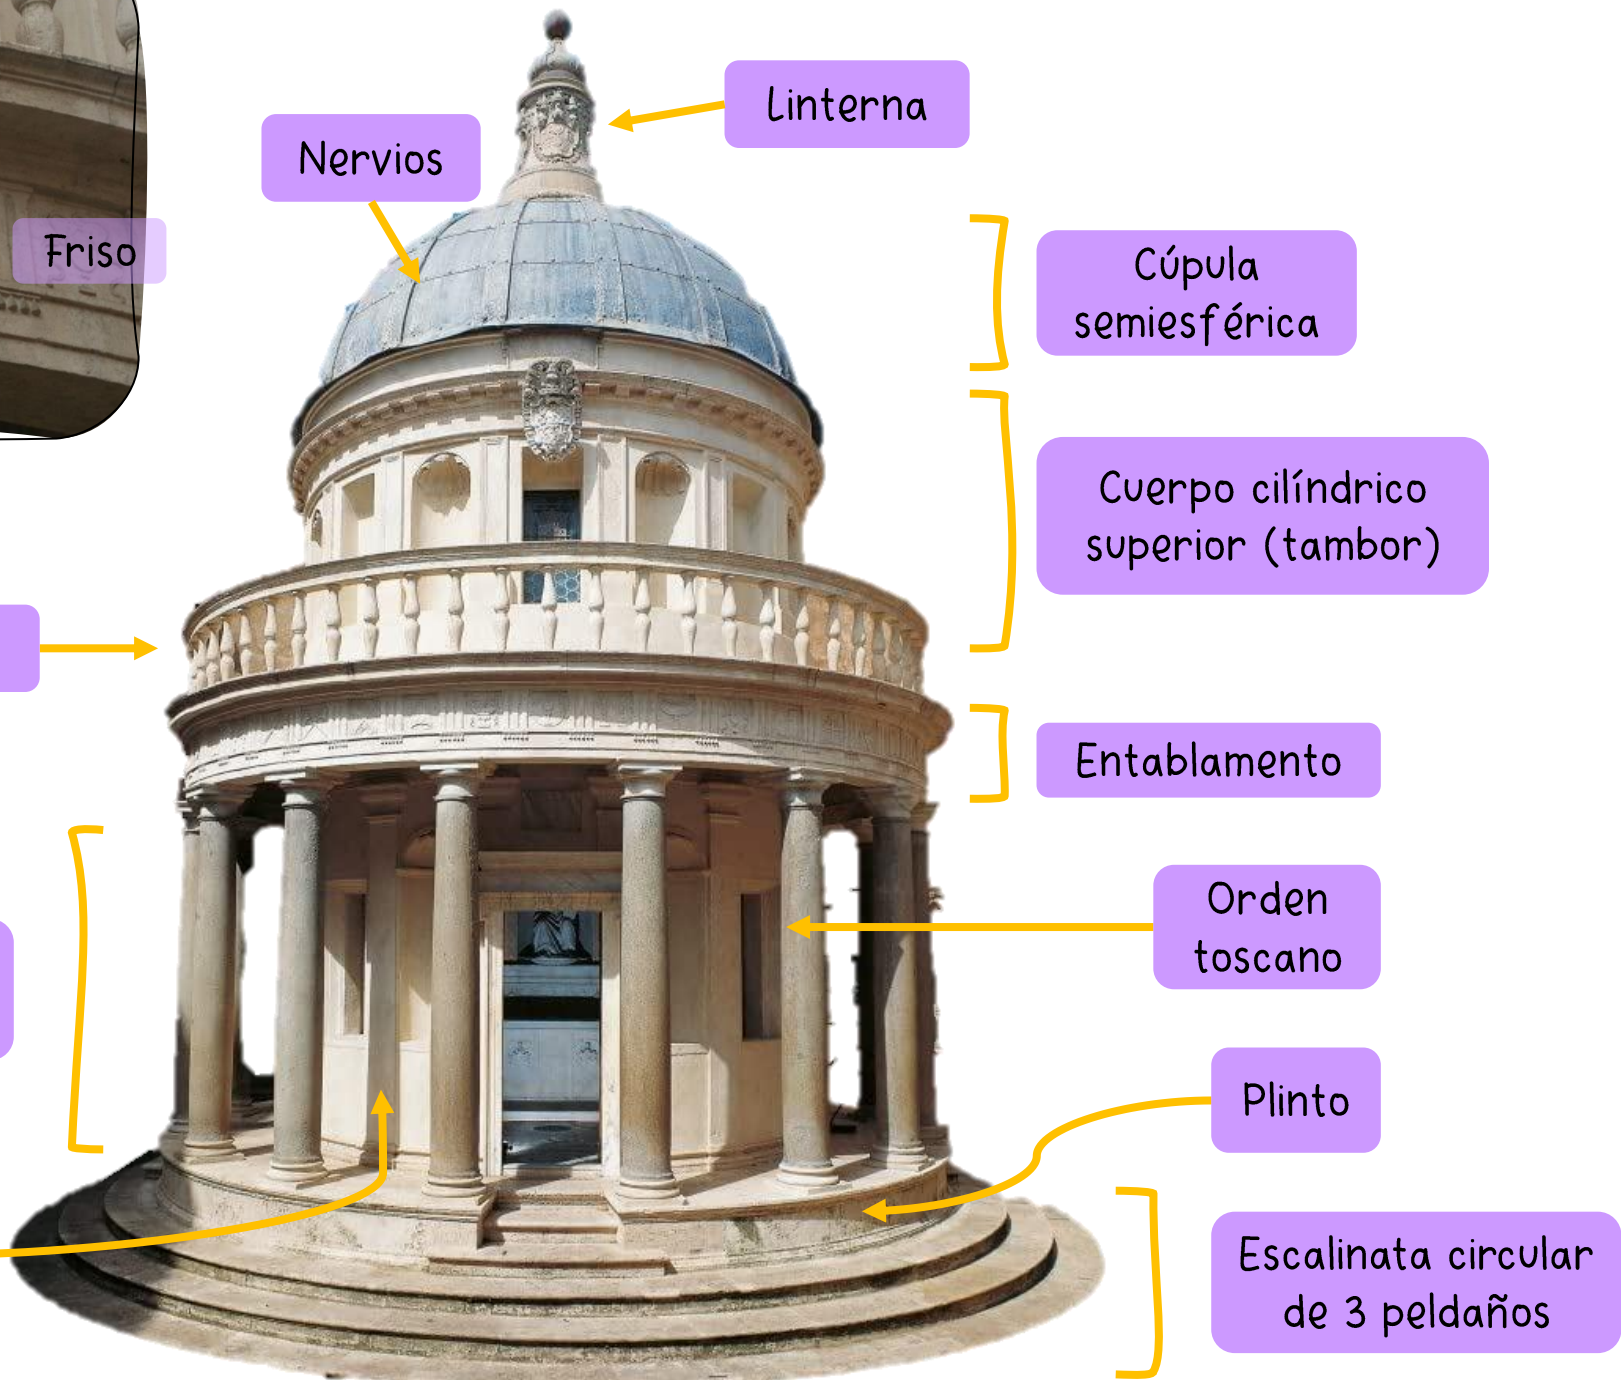 Linterna
Nervios
Friso
Cúpula
semiesférica
Cuerpo cilíndrico
superior (tambor)
Entablamento
Orden
toscano
Plinto
Escalinata circular
de 3 peldaños